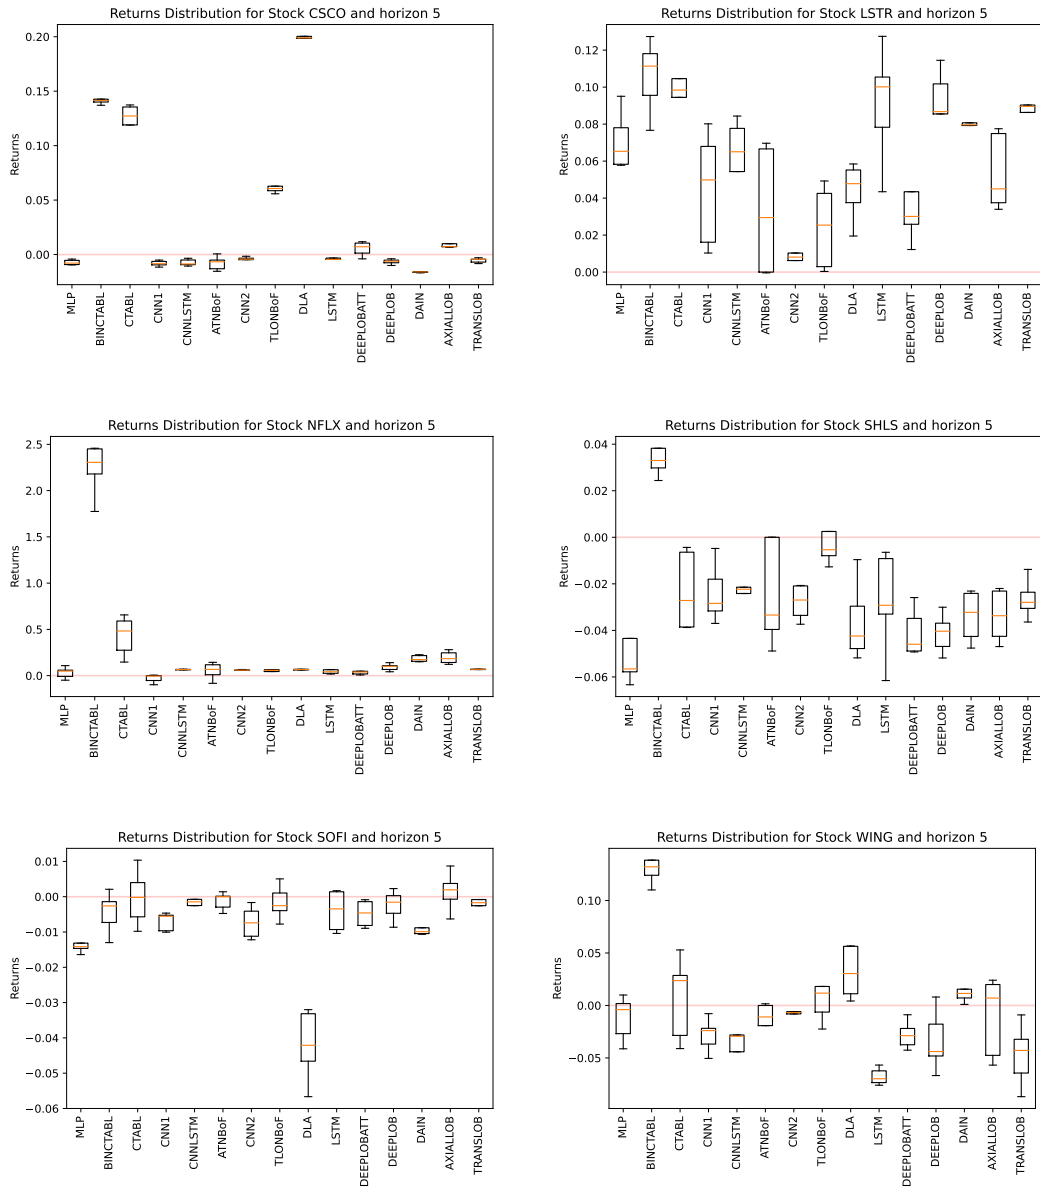 Returns Distribution for Stock CSCO and horizon 5
0.20
0.15
0.10
0.05
0.00
Returns
MLP
BINCTABL
CTABL
CNN1
CNNLSTM
ATNBoF
CNN2
TLONBoF
DLA
LSTM
DEEPLOBATT
DEEPLOB
DAIN
AXIALLOB
TRANSLOB
Returns Distribution for Stock LSTR and horizon 5
0.12
0.10
0.08
0.06
0.04
0.02
0.00
Returns
MLP
BINCTABL
CTABL
CNN1
CNNLSTM
ATNBoF
CNN2
TLONBoF
DLA
LSTM
DEEPLOBATT
DEEPLOB
DAIN
AXIALLOB
TRANSLOB
Returns Distribution for Stock NFLX and horizon 5
2.5
2.0
1.5
1.0
0.5
0.0
Returns
MLP
BINCTABL
CTABL
CNN1
CNNLSTM
ATNBoF
CNN2
TLONBoF
DLA
LSTM
DEEPLOBATT
DEEPLOB
DAIN
AXIALLOB
TRANSLOB
Returns Distribution for Stock SHLS and horizon 5
0.04
0.02
0.00
−0.02
−0.04
−0.06
Returns
MLP
BINCTABL
CTABL
CNN1
CNNLSTM
ATNBoF
CNN2
TLONBoF
DLA
LSTM
DEEPLOBATT
DEEPLOB
DAIN
AXIALLOB
TRANSLOB
Returns Distribution for Stock SOFI and horizon 5
0.01
0.00
−0.01
−0.02
−0.03
−0.04
−0.05
−0.06
Returns
MLP
BINCTABL
CTABL
CNN1
CNNLSTM
ATNBoF
CNN2
TLONBoF
DLA
LSTM
DEEPLOBATT
DEEPLOB
DAIN
AXIALLOB
TRANSLOB
Returns Distribution for Stock WING and horizon 5
0.10
0.05
0.00
−0.05
Returns
MLP
BINCTABL
CTABL
CNN1
CNNLSTM
ATNBoF
CNN2
TLONBoF
DLA
LSTM
DEEPLOBATT
DEEPLOB
DAIN
AXIALLOB
TRANSLOB